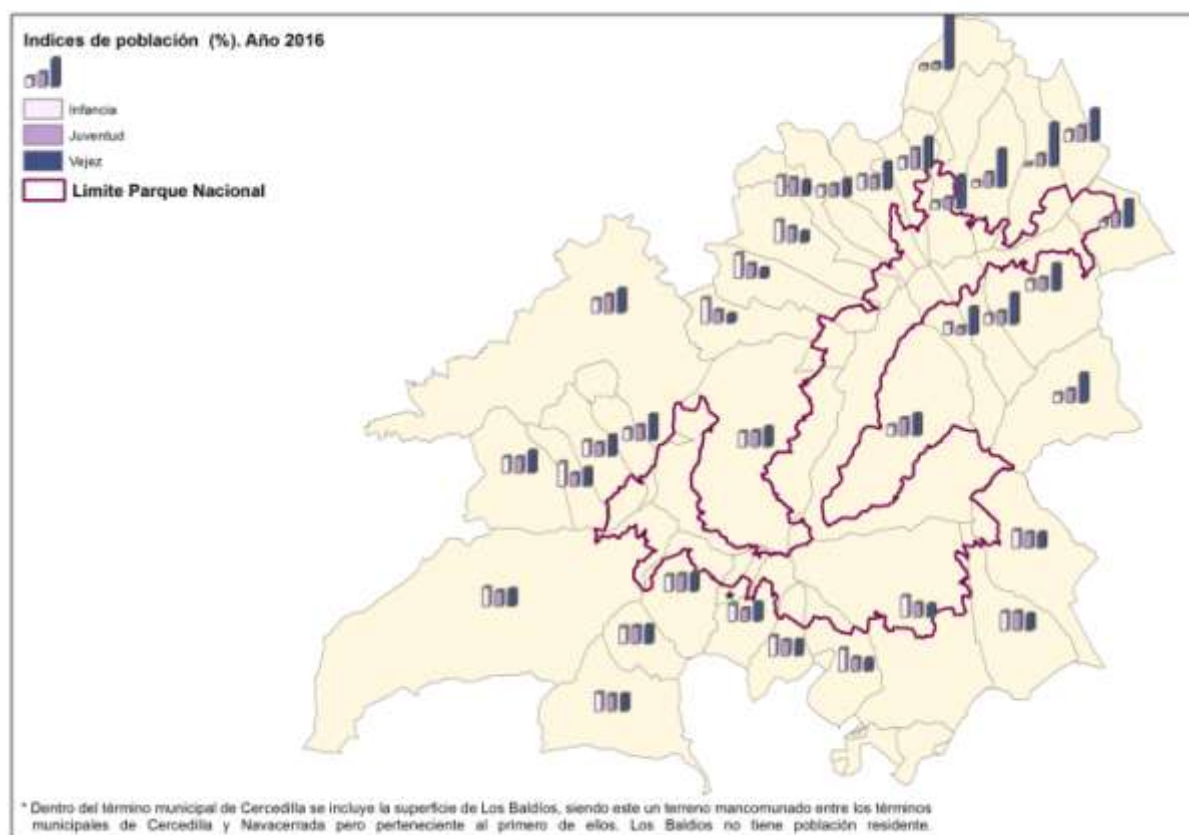 Indices de población (%). Año 2016
Infancia
Juventud
Vejez
Limite Parque Nacional
* Dentro del término municipal de Cercedilla se incluye la superficie de Los Baldíos, siendo este un terreno mancomunado entre los términos
municipales de Cercedilla y Navacerrada pero perteneciente al primero de ellos. Los Baldíos no tiene población residente.